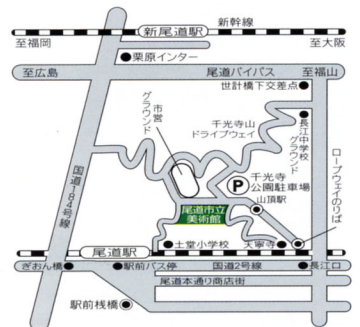 新尾道駅
新幹線
至福岡
至大阪
栗原インター
至広島
尾道バイパス
至福山
世計橋下交差点
市営
グラウンド
千光寺山
ドライブウェイ
長江中学校
グラウンド
国道184号線
P
千光寺
公園駐車場
ロープウェイのりば
山頂駅
尾道市立
美術館
尾道駅
土堂小学校
天寧寺
ぎおん橋
駅前バス停
国道2号線
長江口
尾道本通り商店街
駅前桟橋